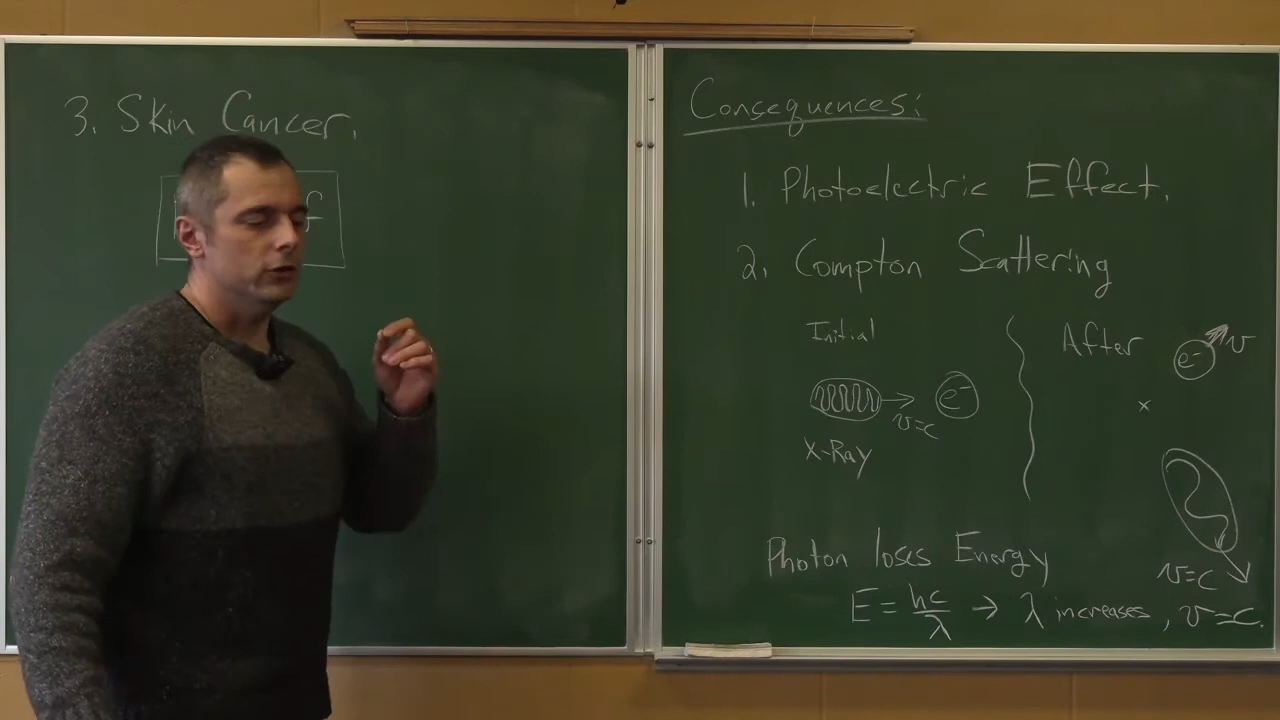 3. Skin Cancer.
f
Consequences:
1. Photoelectric Effect.
2. Compton Scattering
Initial
After
e⁻
v
e⁻
v=c
x
X-Ray
Photon loses Energy
v=c
E = hc/λ → λ increases, v=c.